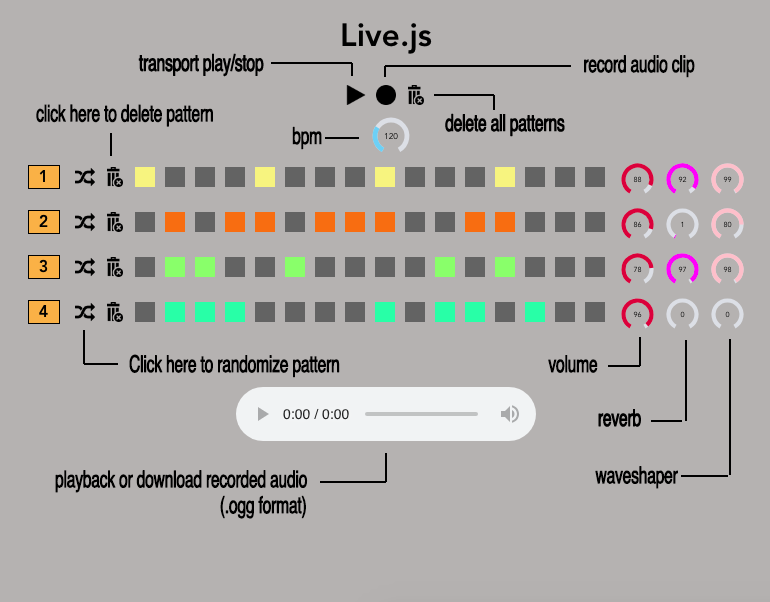 Live.js
transport play/stop
record audio clip
click here to delete pattern
delete all patterns
bpm
120
1
88
92
99
2
86
1
80
3
78
97
98
4
96
0
0
Click here to randomize pattern
volume
0:00 / 0:00
reverb
playback or download recorded audio
(.ogg format)
waveshaper